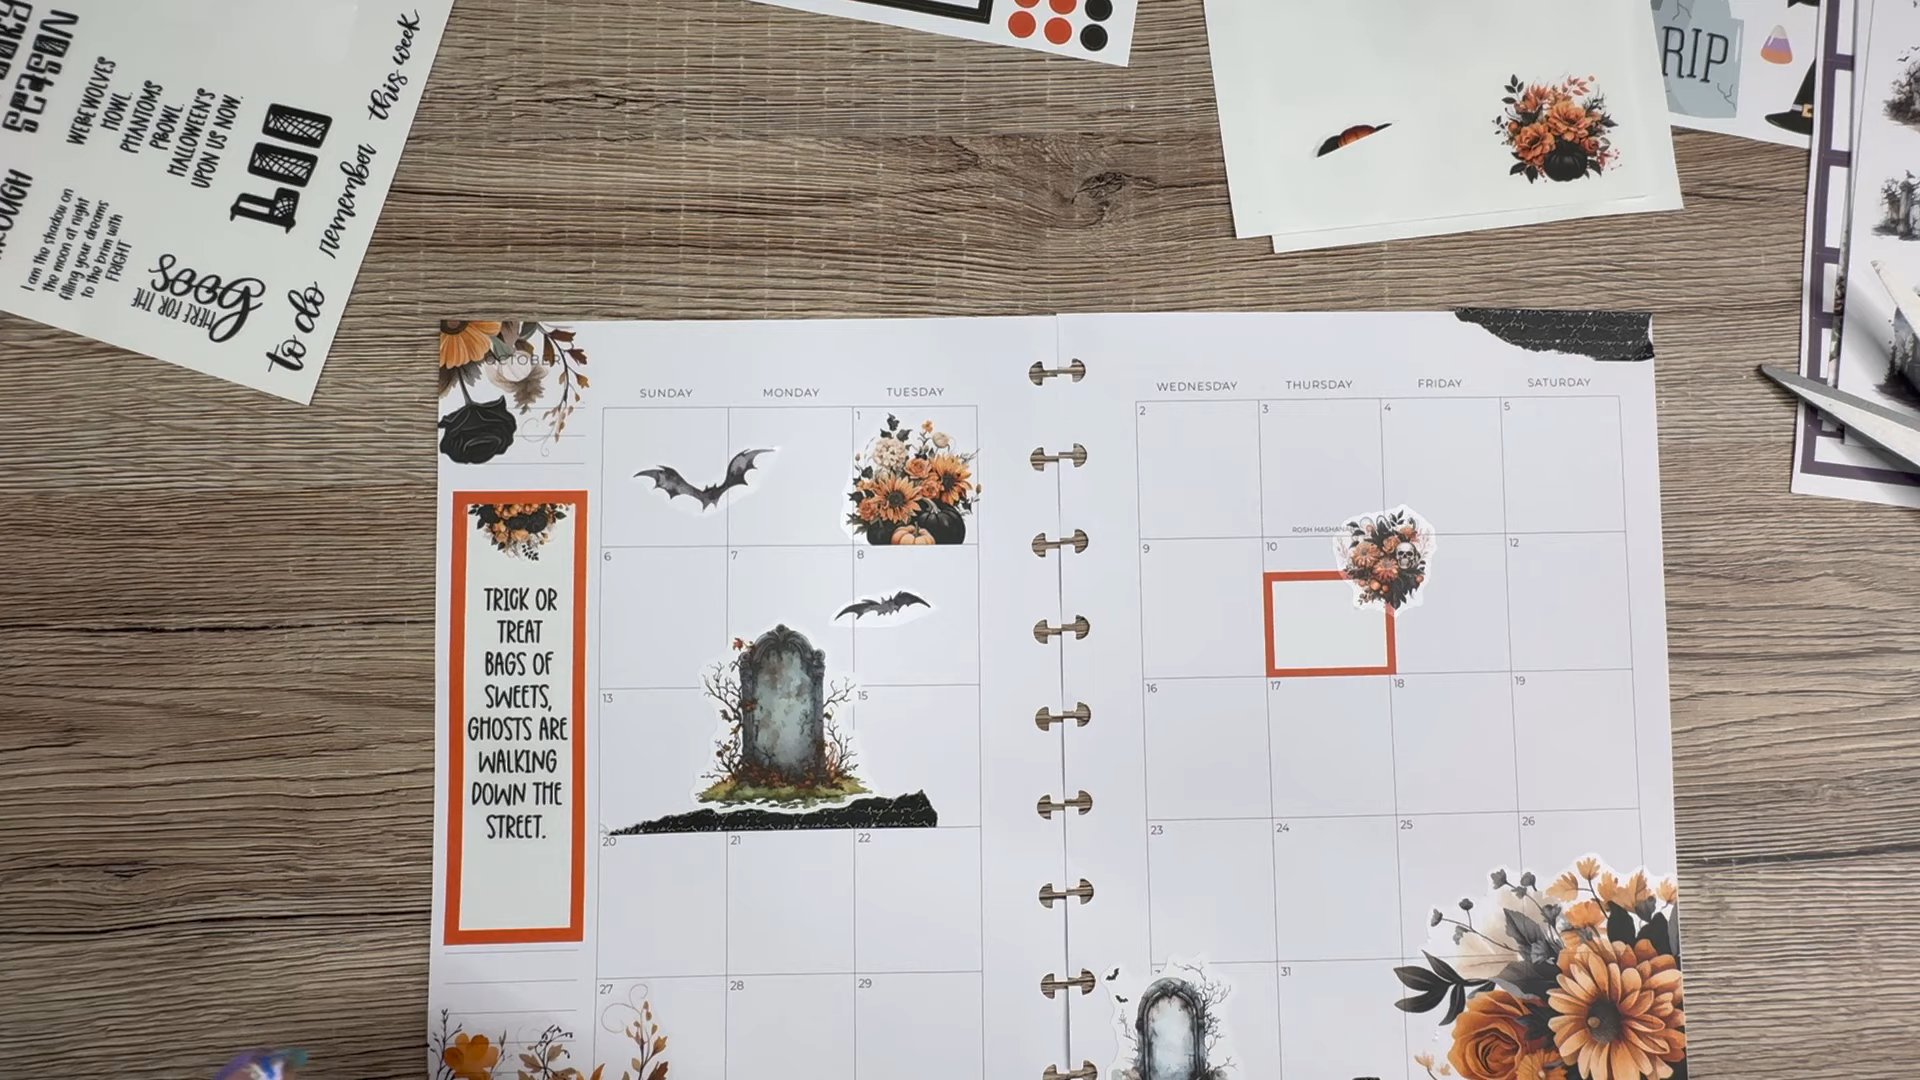 SEASON
WEREWOLVES
HOWL.
PHANTOMS
PROWL.
HALLOWEEN'S
UPON US NOW.
BOO
this week
remember
I am the shadow on
the moon at night
filling your dreams
to the brim with
FRIGHT
HERE FOR THE
Boos
to do
RIP
OCTOBER
SUNDAY MONDAY TUESDAY
WEDNESDAY THURSDAY FRIDAY SATURDAY
1
2 3 4 5
ROSH HASHANA
6 7 8
9 10 12
TRICK OR
TREAT
BAGS OF
SWEETS,
GHOSTS ARE
WALKING
DOWN THE
STREET.
13 15
16 17 18 19
20 21 22
23 24 25 26
27 28 29
31